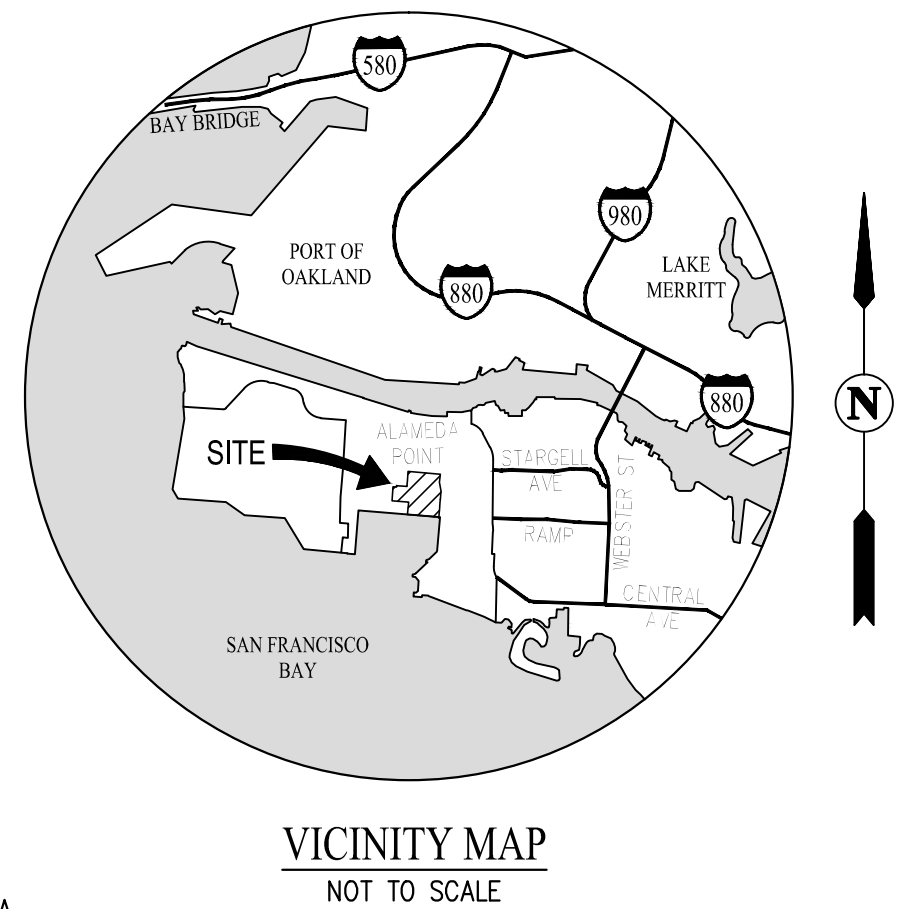 580
BAY BRIDGE
980
PORT OF
OAKLAND
LAKE
MERRITT
880
880
N
ALAMEDA
POINT
SITE
STARGELL
AVE
WEBSTER ST
RAMP
CENTRAL
AVE
SAN FRANCISCO
BAY
VICINITY MAP
NOT TO SCALE